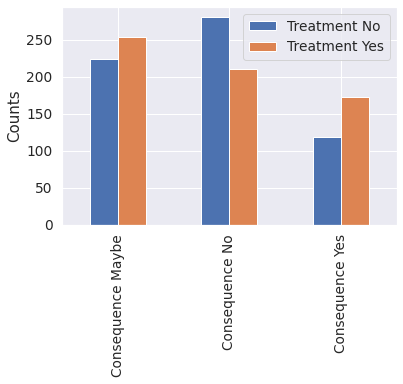 Treatment No
Treatment Yes
250
200
150
100
50
0
Counts
Consequence Maybe
Consequence No
Consequence Yes